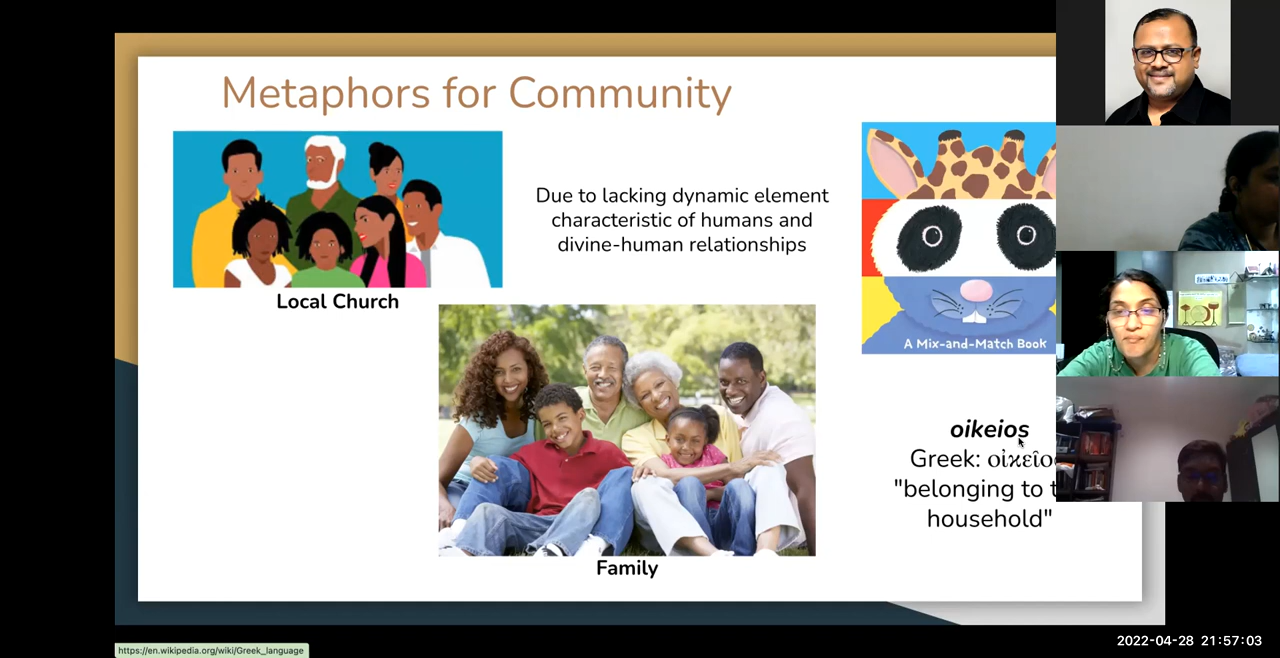 Metaphors for Community
Due to lacking dynamic element
characteristic of humans and
divine-human relationships
Local Church
A Mix-and-Match Book
Family
oikeios
Greek: οἰκεῖο
"belonging to t
household"
https://en.wikipedia.org/wiki/Greek_language
2022-04-28 21:57:03